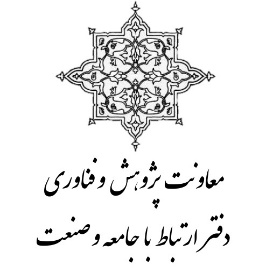 معاونت پژوهش و فناوری
دفتر ارتباط با جامعه و صنعت